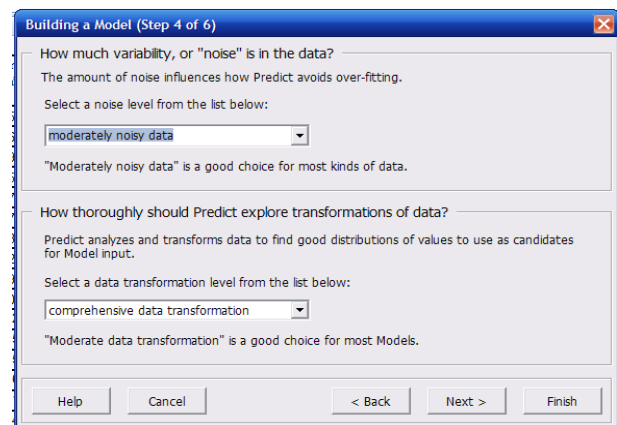 Building a Model (Step 4 of 6)
How much variability, or "noise" is in the data?
The amount of noise influences how Predict avoids over-fitting.
Select a noise level from the list below:
moderately noisy data
"Moderately noisy data" is a good choice for most kinds of data.
How thoroughly should Predict explore transformations of data?
Predict analyzes and transforms data to find good distributions of values to use as candidates
for Model input.
Select a data transformation level from the list below:
comprehensive data transformation
"Moderate data transformation" is a good choice for most Models.
Help Cancel < Back Next > Finish